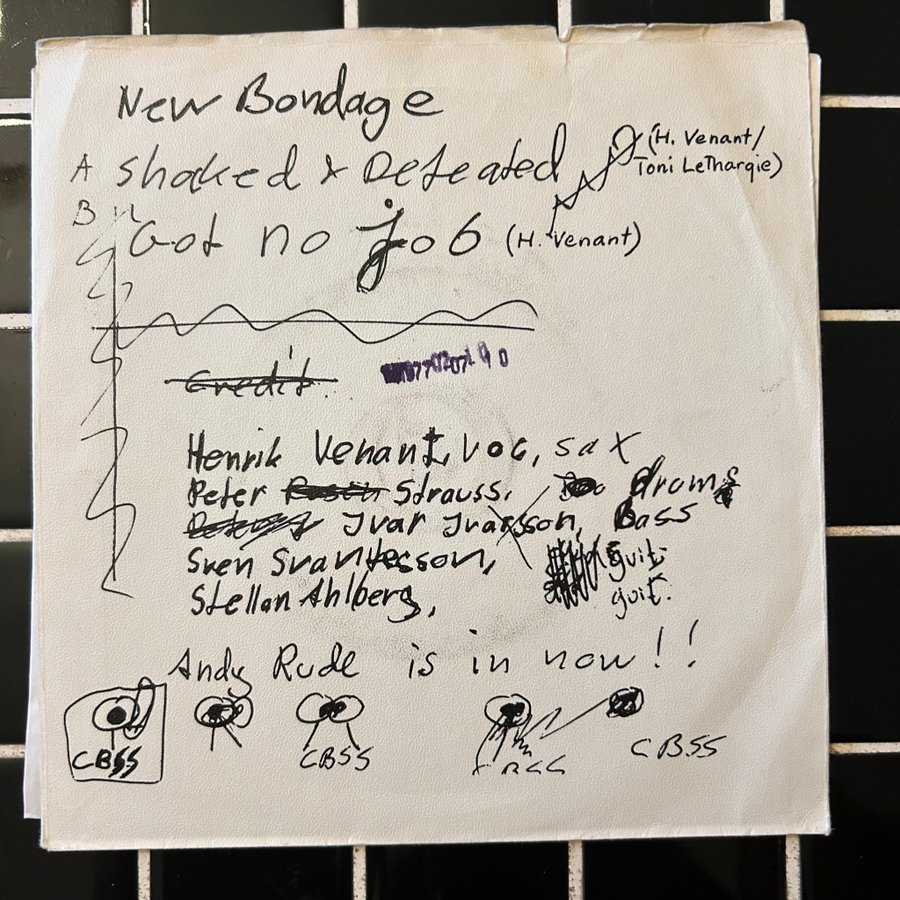 New Bondage
A Shaked & Defeated (H. Venant/
Toni Lethargie)
B Got no job (H. Venant)
Credit.
Henrik Venant, voc, sax
Peter Strauss, drums
Ivar Ivarsson, Bass
Sven Svantesson, guit.
Stellan Ahlberg, guit.
Andy Rude is in now!!
CBSS CBSS CBSS